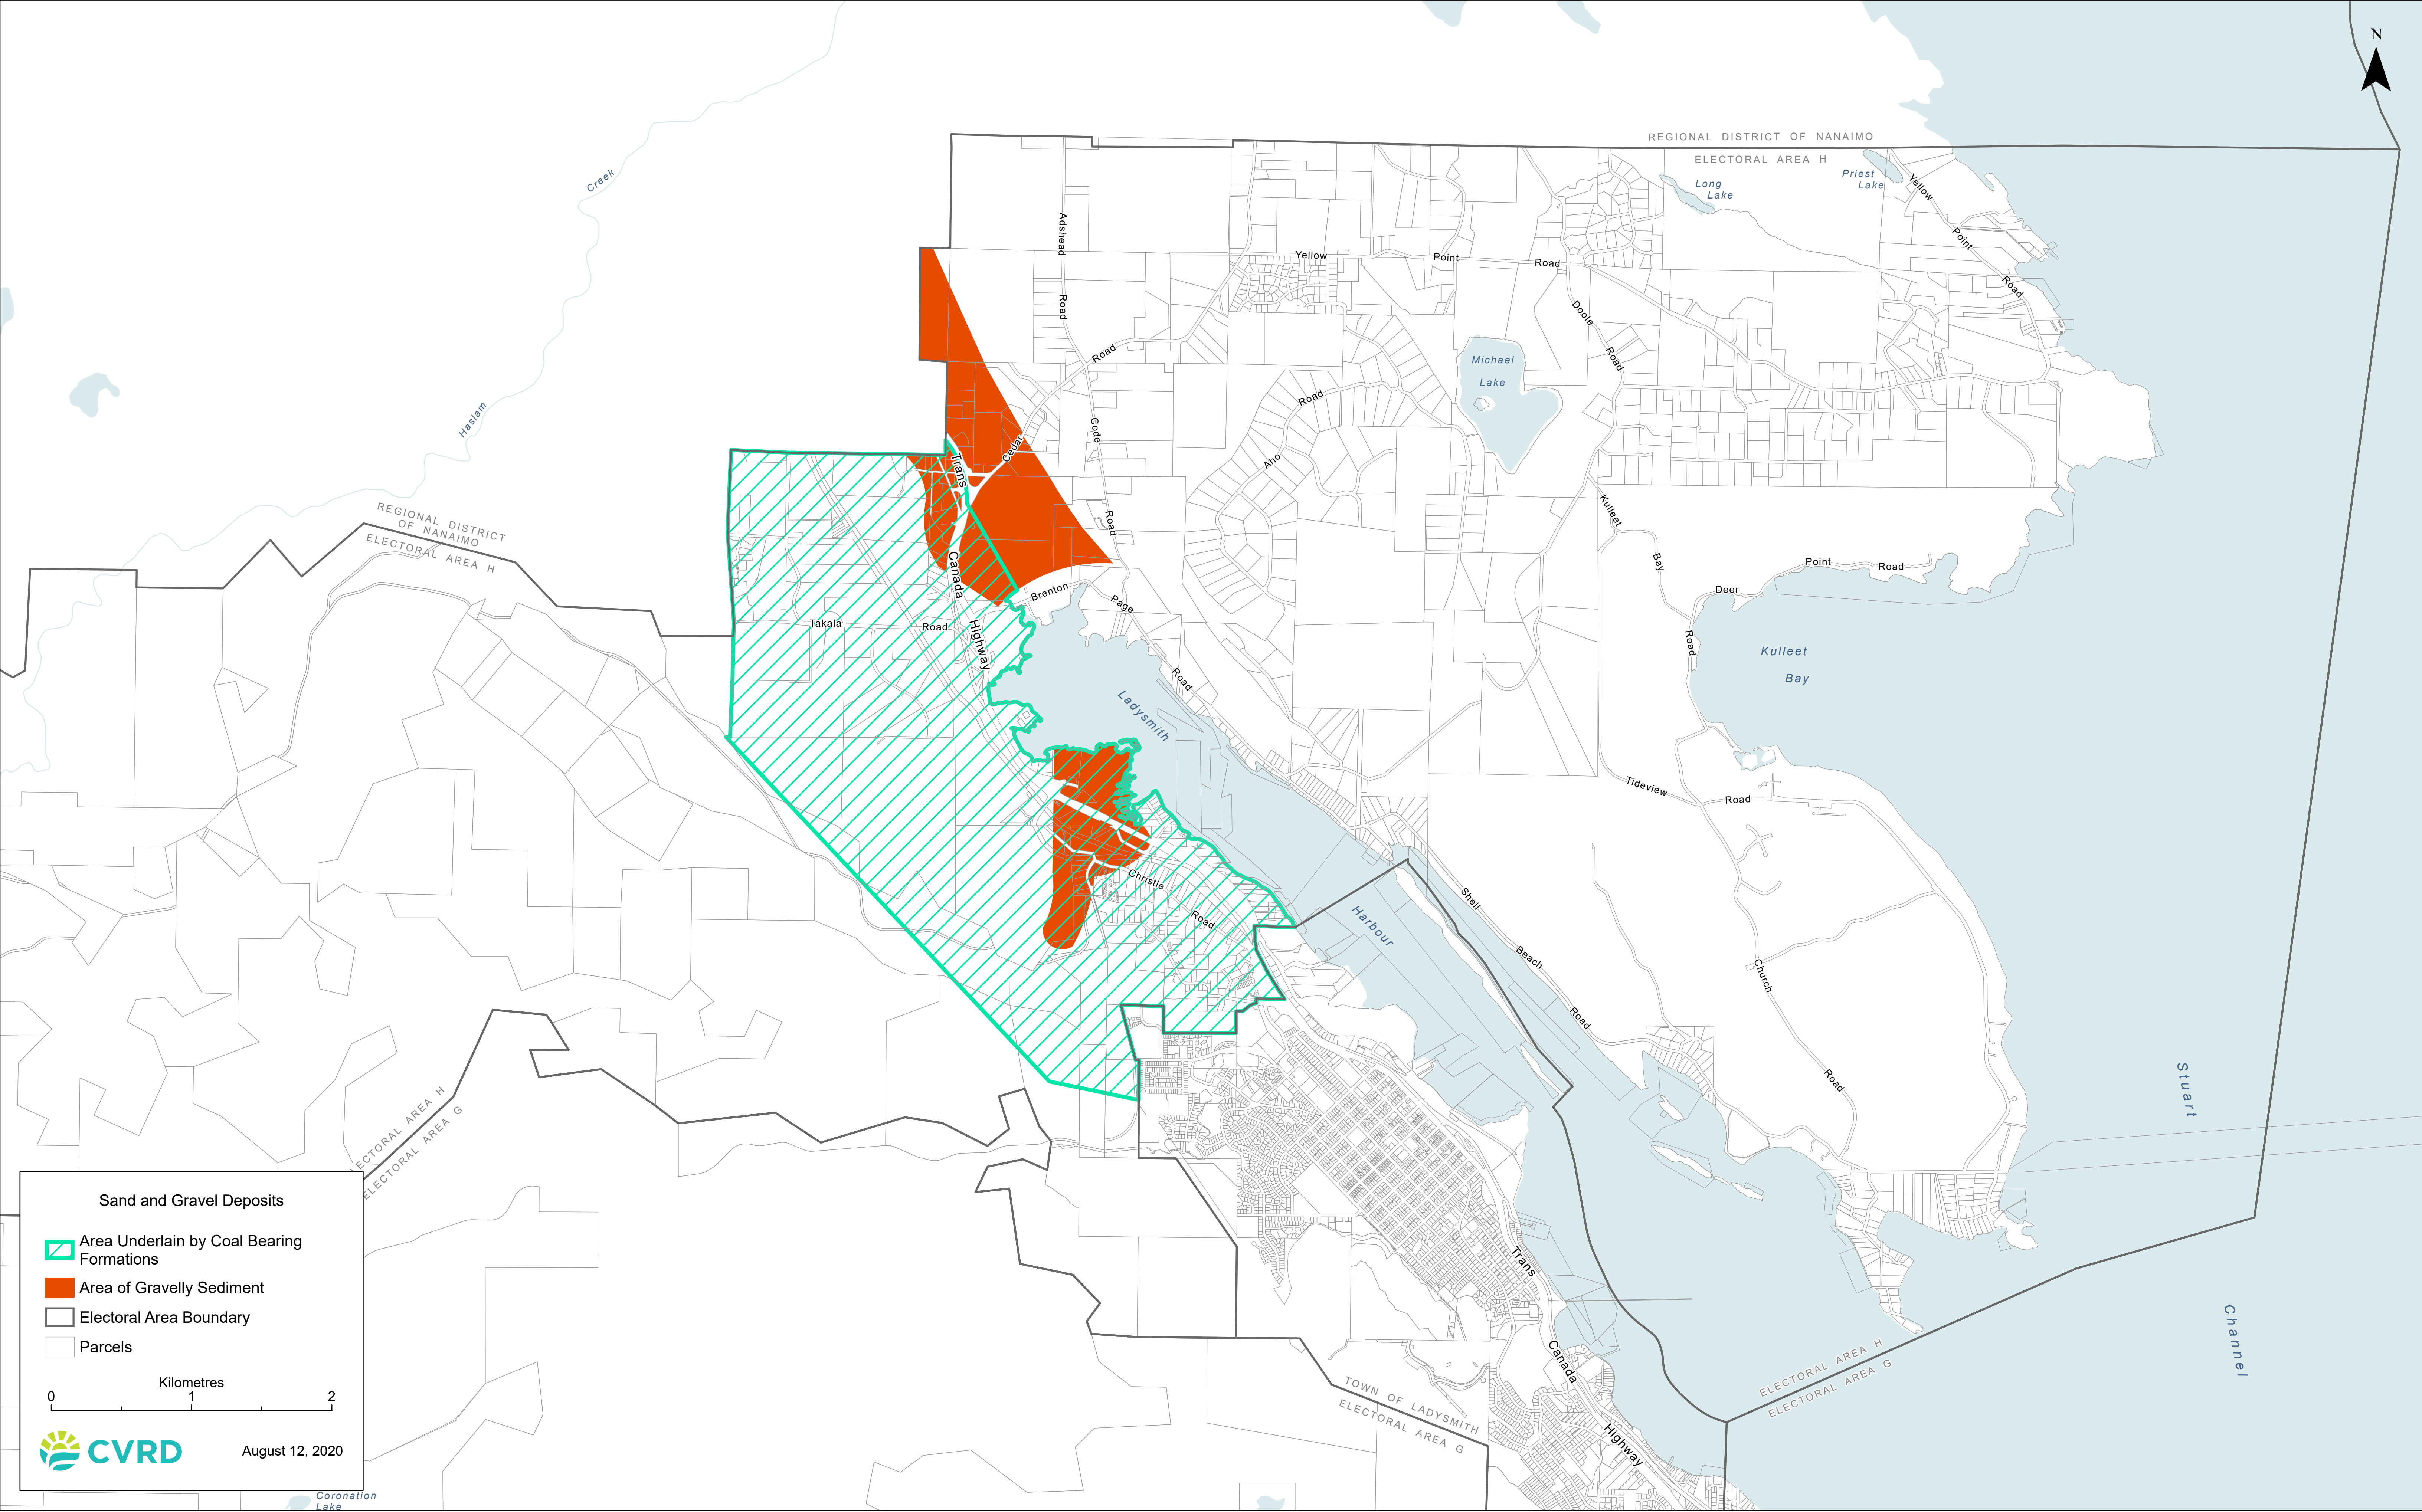 N
REGIONAL DISTRICT OF NANAIMO
ELECTORAL AREA H
Long
Lake
Priest
Lake
Yellow
Point
Road
Creek
Haslam
Adshead
Road
Yellow Point Road
Doole
Road
Michael
Lake
Road
Cedar
Code
Road
Aho
Road
Trans
Canada
Highway
REGIONAL DISTRICT
OF NANAIMO
ELECTORAL AREA H
Kulleet
Bay
Road
Deer Point Road
Brenton
Page
Road
Takala Road
Kulleet
Bay
Ladysmith
Harbour
Tideview Road
Christie
Road
Shell
Beach
Road
Church
Road
Stuart
Channel
ELECTORAL AREA H
ELECTORAL AREA G
Trans
Canada
Highway
TOWN OF LADYSMITH
ELECTORAL AREA G
ELECTORAL AREA H
ELECTORAL AREA G
Sand and Gravel Deposits
Area Underlain by Coal Bearing
Formations
Area of Gravelly Sediment
Electoral Area Boundary
Parcels
Kilometres
0 1 2
CVRD
August 12, 2020
Coronation
Lake